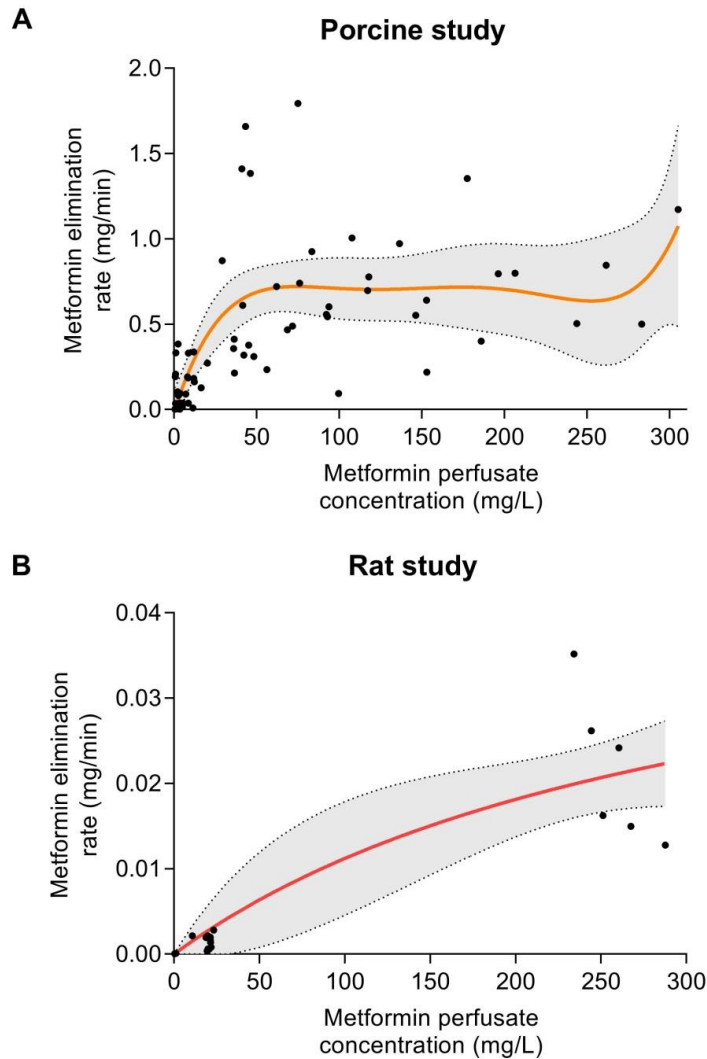 A
Porcine study
2.0
1.5
1.0
0.5
0.0
Metformin elimination
rate (mg/min)
0 50 100 150 200 250 300
Metformin perfusate
concentration (mg/L)
B
Rat study
0.04
0.03
0.02
0.01
0.00
Metformin elimination
rate (mg/min)
0 50 100 150 200 250 300
Metformin perfusate
concentration (mg/L)